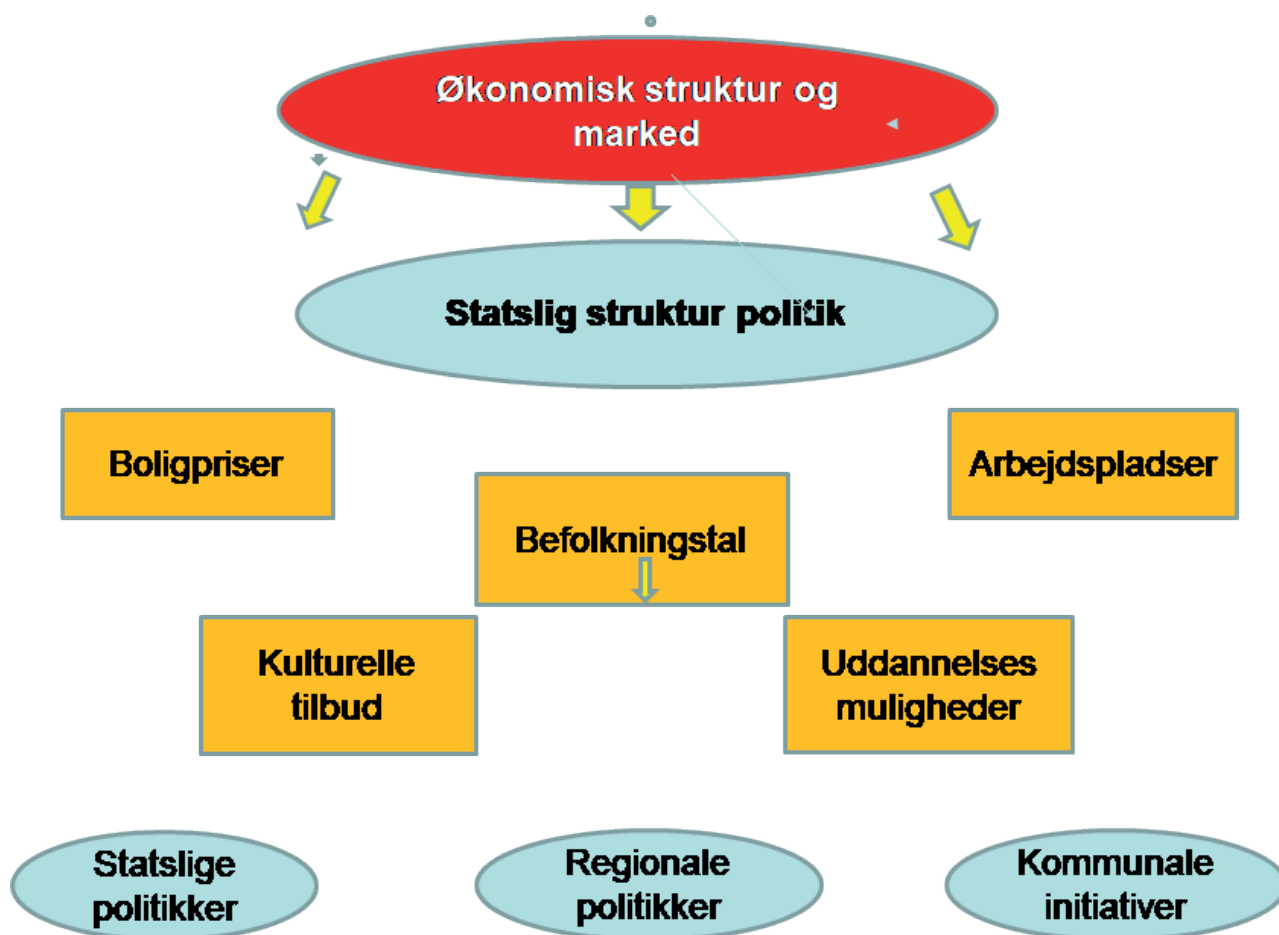 Økonomisk struktur og
marked
Statslig struktur politik
Boligpriser
Arbejdspladser
Befolkningstal
Kulturelle
tilbud
Uddannelses
muligheder
Statslige
politikker
Regionale
politikker
Kommunale
initiativer